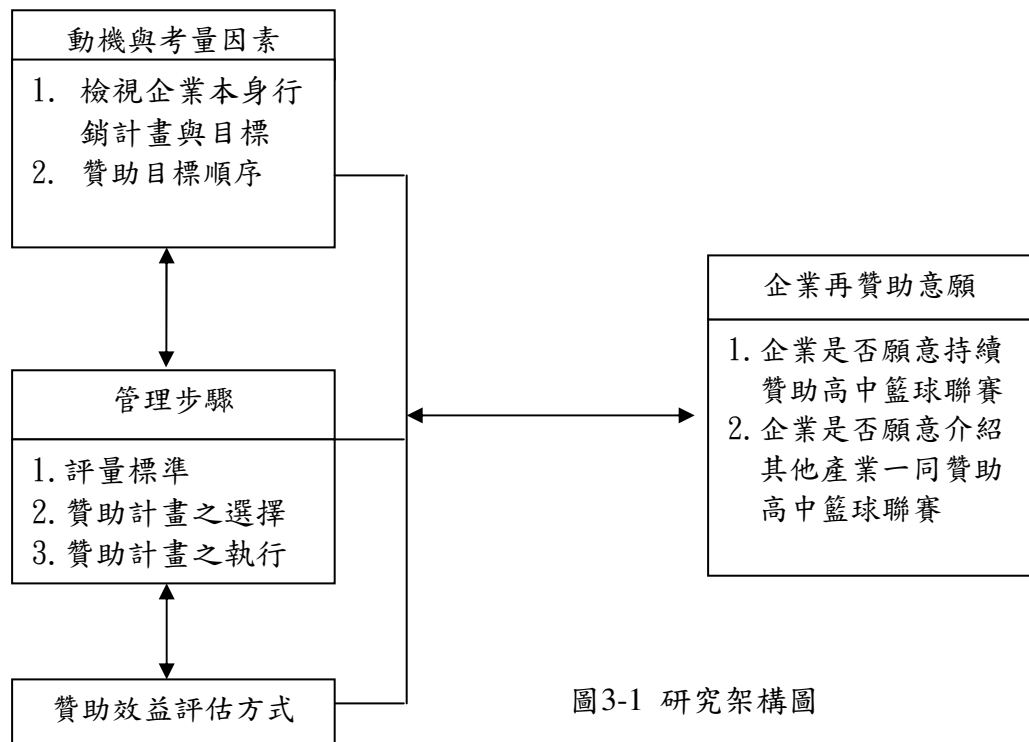 動機與考量因素
1. 檢視企業本身行
銷計畫與目標
2. 贊助目標順序
管理步驟
1.評量標準
2.贊助計畫之選擇
3.贊助計畫之執行
贊助效益評估方式
企業再贊助意願
1.企業是否願意持續
贊助高中籃球聯賽
2.企業是否願意介紹
其他產業一同贊助
高中籃球聯賽
圖3-1 研究架構圖